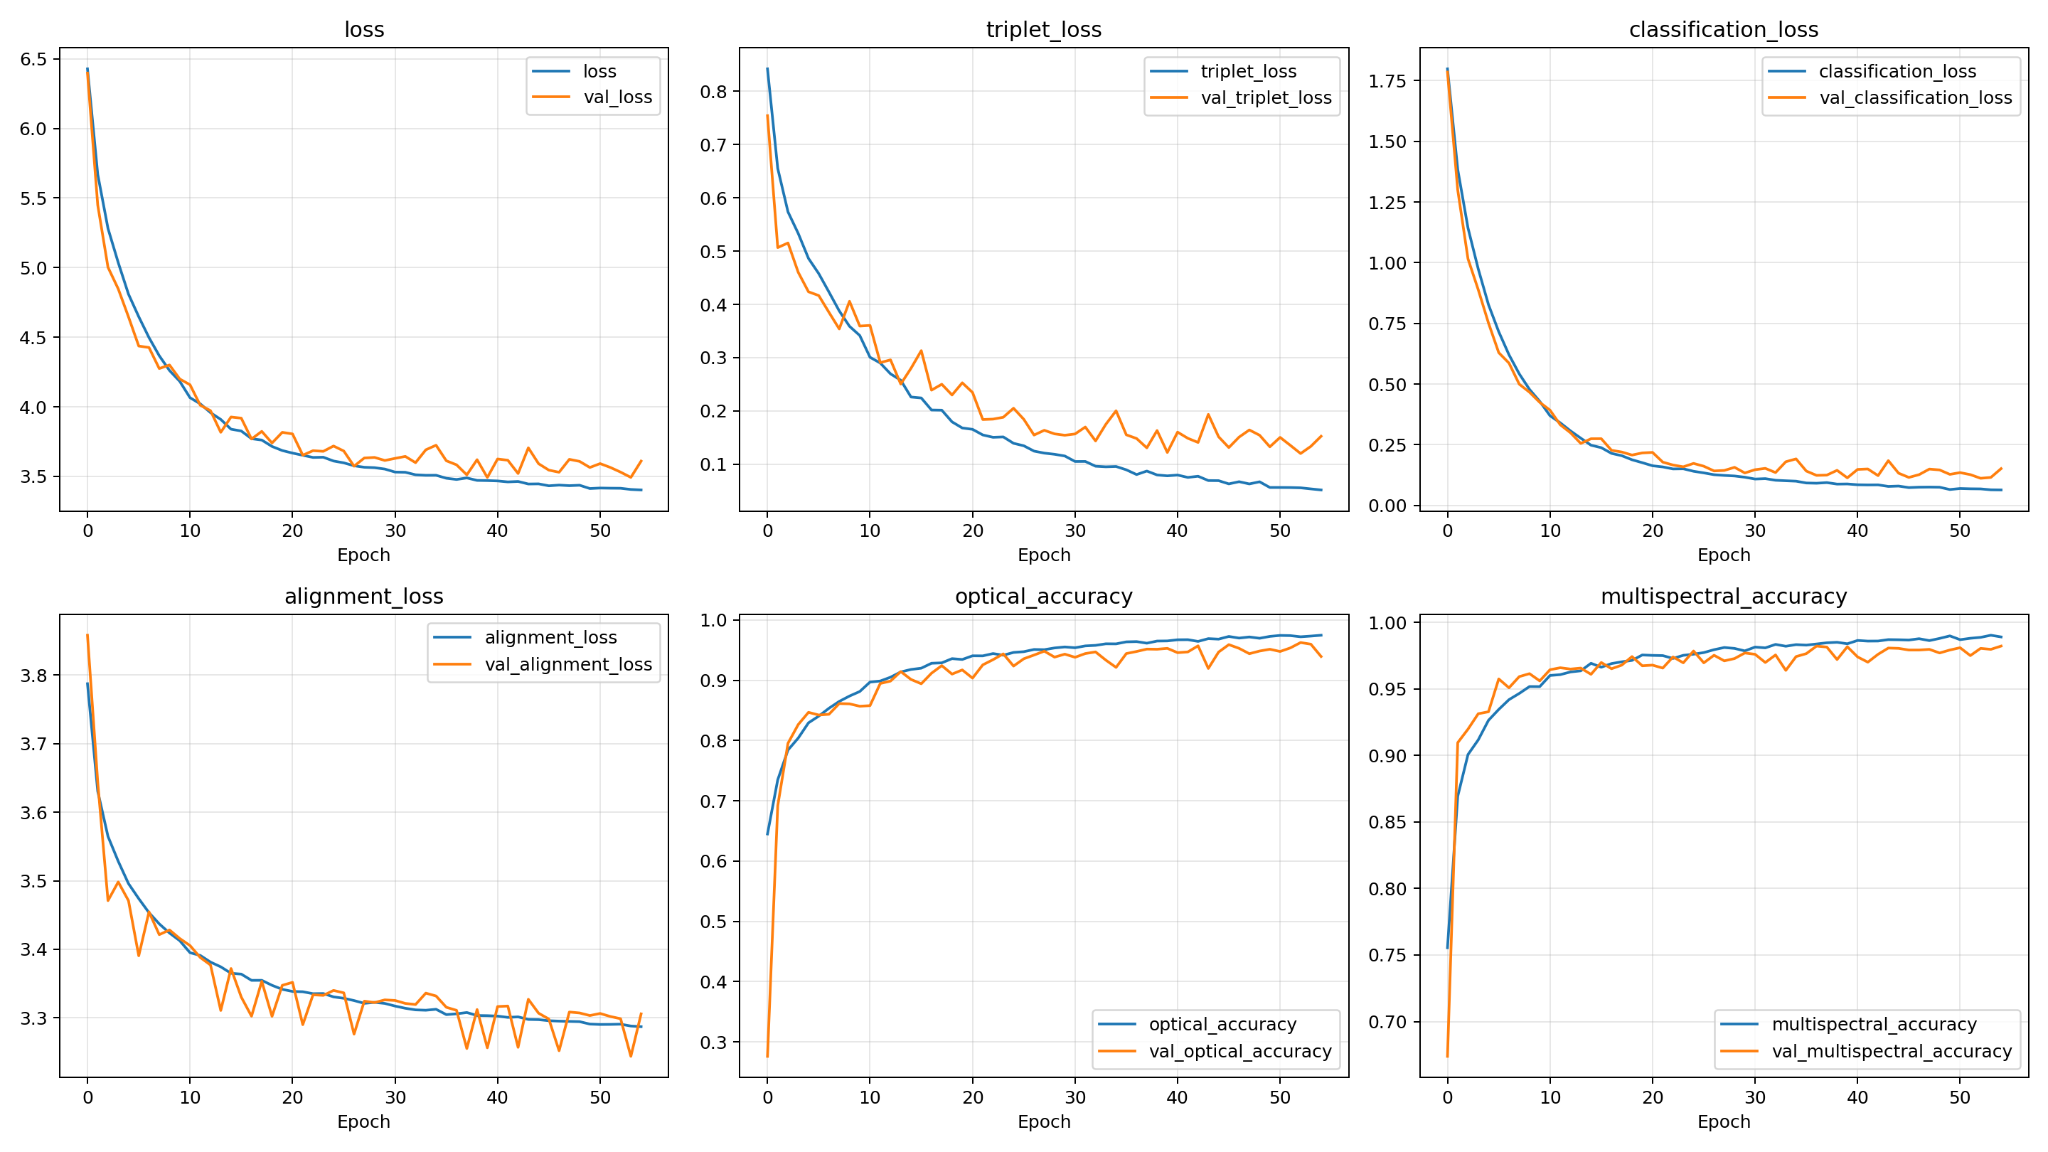 loss
6.5
6.0
5.5
5.0
4.5
4.0
3.5
0 10 20 30 40 50
Epoch
loss
val_loss
triplet_loss
0.8
0.7
0.6
0.5
0.4
0.3
0.2
0.1
0 10 20 30 40 50
Epoch
triplet_loss
val_triplet_loss
classification_loss
1.75
1.50
1.25
1.00
0.75
0.50
0.25
0.00
0 10 20 30 40 50
Epoch
classification_loss
val_classification_loss
alignment_loss
3.8
3.7
3.6
3.5
3.4
3.3
0 10 20 30 40 50
Epoch
alignment_loss
val_alignment_loss
optical_accuracy
1.0
0.9
0.8
0.7
0.6
0.5
0.4
0.3
0 10 20 30 40 50
Epoch
optical_accuracy
val_optical_accuracy
multispectral_accuracy
1.00
0.95
0.90
0.85
0.80
0.75
0.70
0 10 20 30 40 50
Epoch
multispectral_accuracy
val_multispectral_accuracy